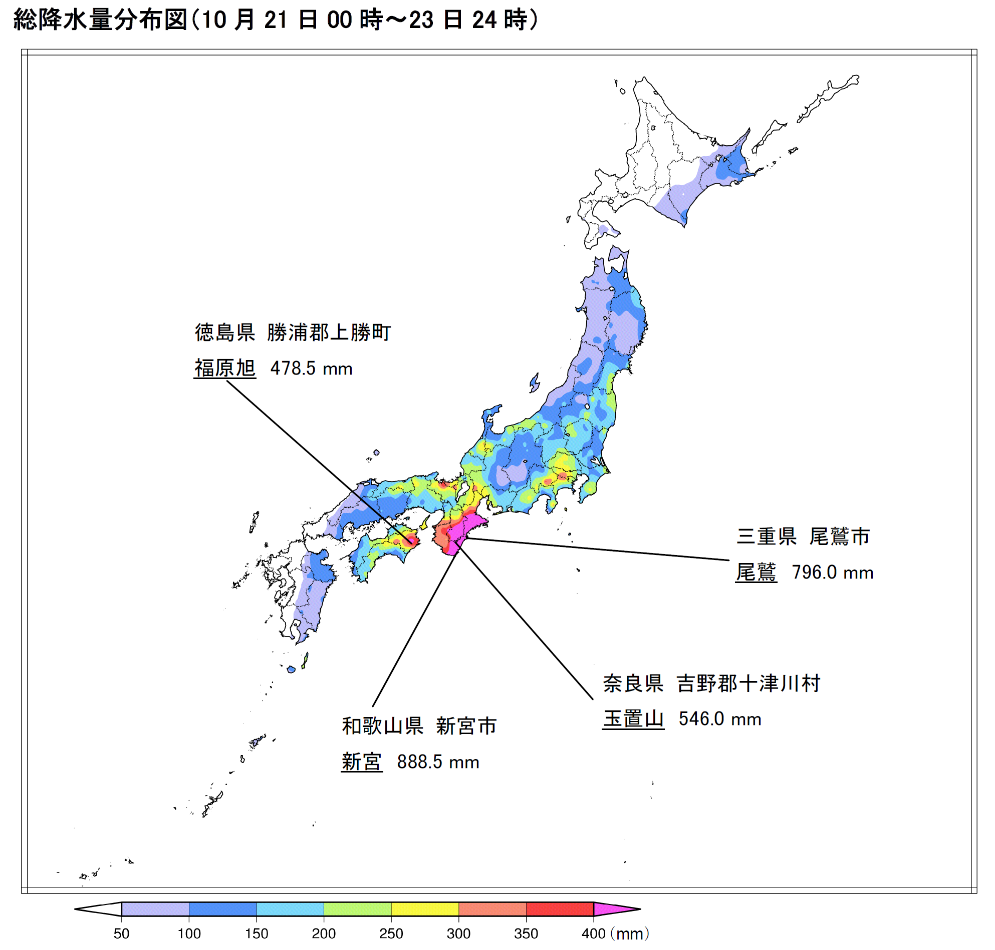 総降水量分布図(10月21日00時～23日24時)
徳島県 勝浦郡上勝町
福原旭 478.5 mm
三重県 尾鷲市
尾鷲 796.0 mm
奈良県 吉野郡十津川村
玉置山 546.0 mm
和歌山県 新宮市
新宮 888.5 mm
50 100 150 200 250 300 350 400 (mm)